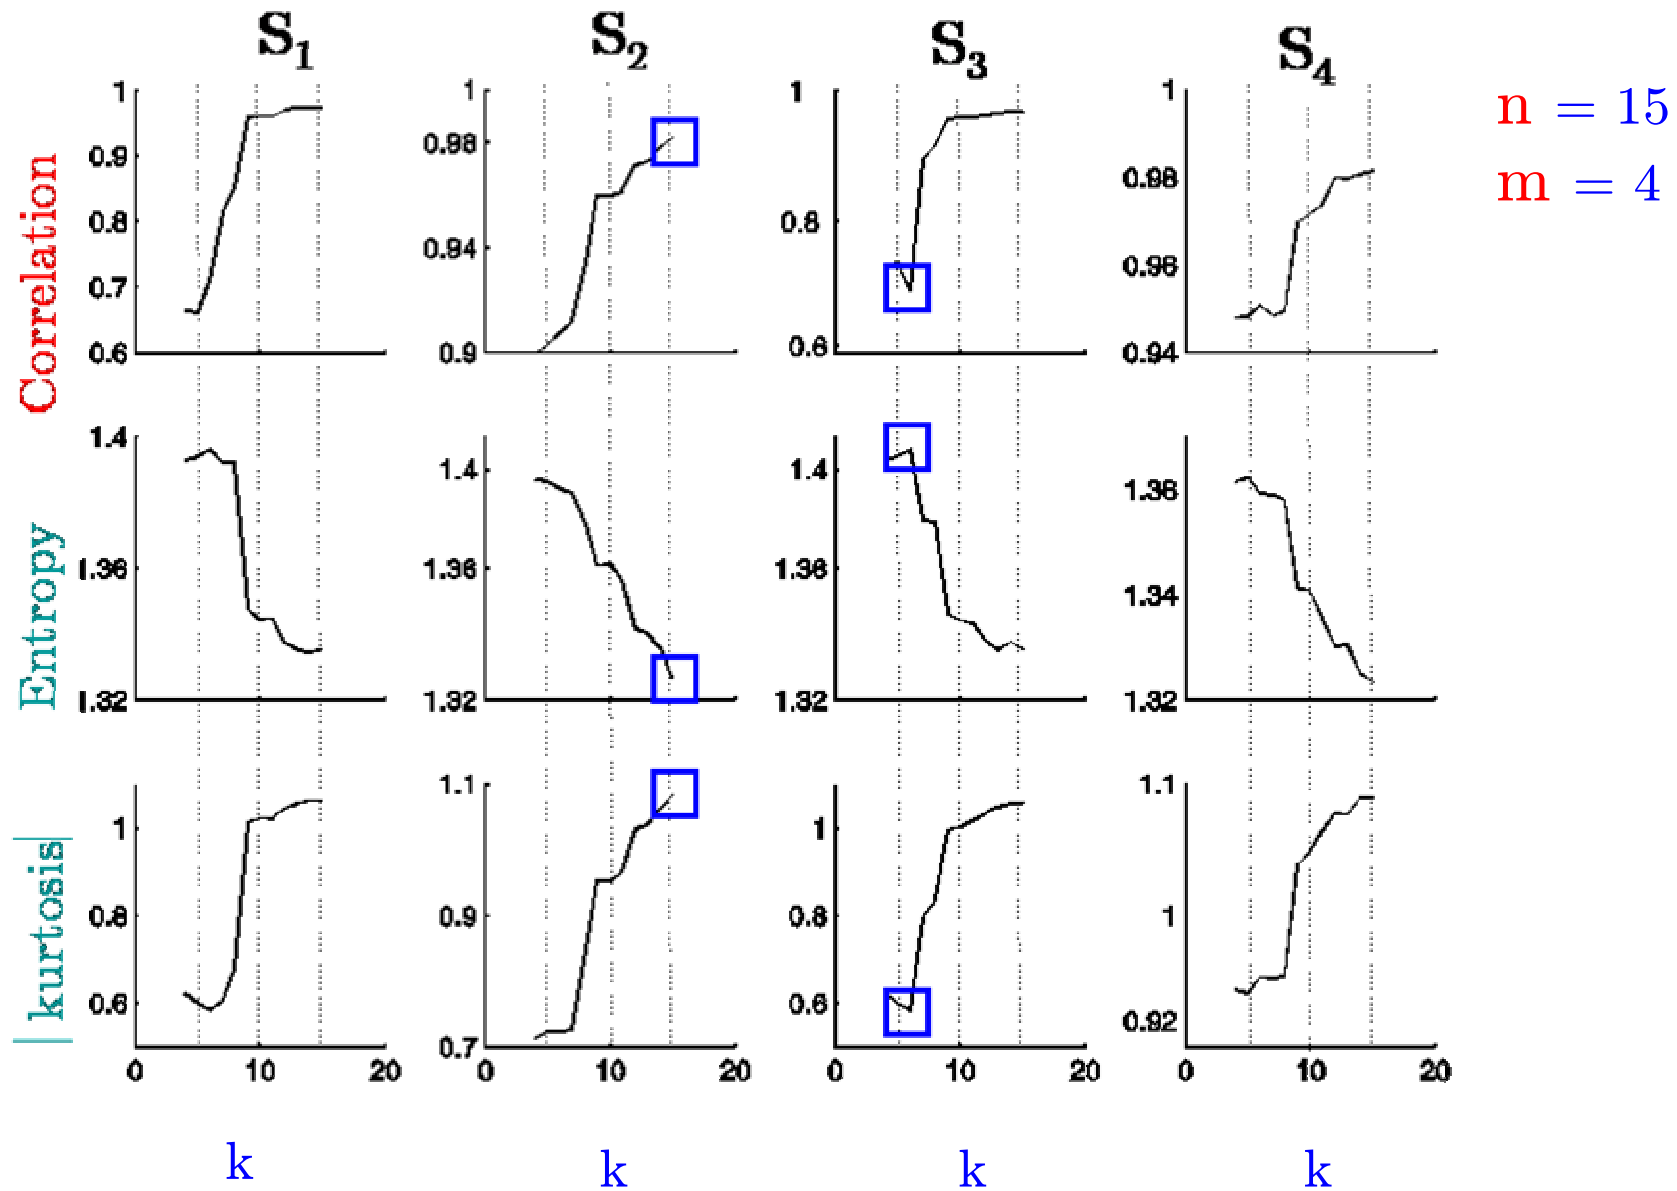 S1 S2 S3 S4
n = 15
m = 4
Correlation
1 0.9 0.8 0.7 0.6
1 0.98 0.94 0.9
1 0.8 0.6
1 0.98 0.96 0.94
Entropy
1.4 1.36 1.32
1.4 1.36 1.32
1.4 1.36 1.32
1.36 1.34 1.32
|kurtosis|
1 0.8 0.6
1.1 0.9 0.7
1 0.8 0.6
1.1 1 0.92
0 10 20 0 10 20 0 10 20 0 10 20
k k k k